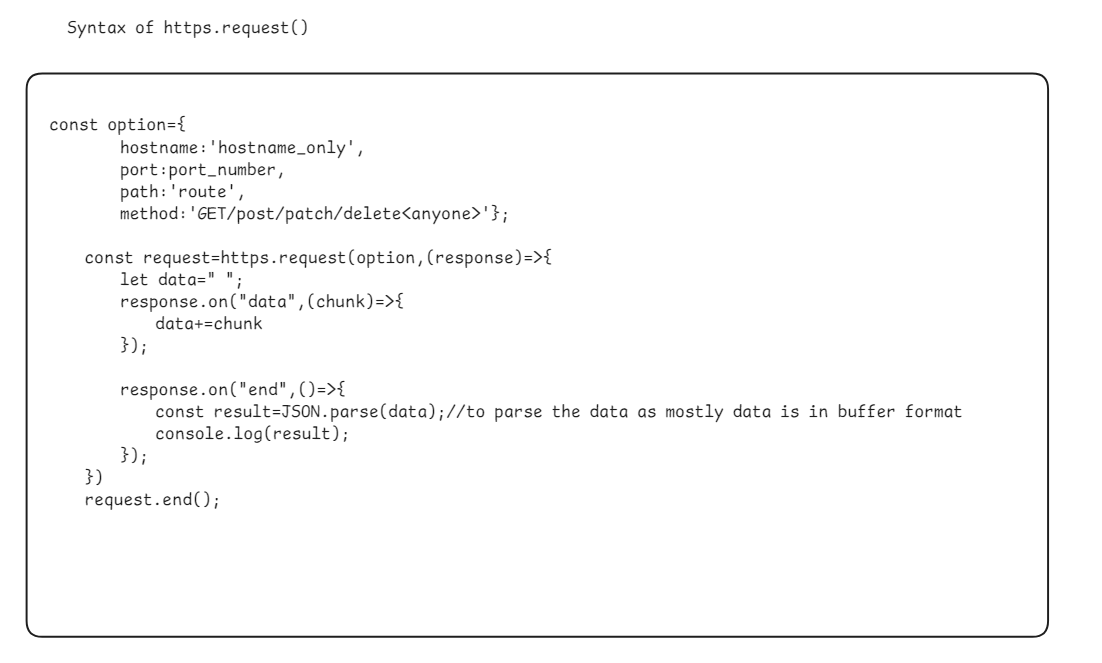 Syntax of https.request()
const option={
hostname:'hostname_only',
port:port_number,
path:'route',
method:'GET/post/patch/delete<anyone>'};
const request=https.request(option,(response)=>{
let data=" ";
response.on("data",(chunk)=>{
data+=chunk
});
response.on("end",()=>{
const result=JSON.parse(data);//to parse the data as mostly data is in buffer format
console.log(result);
});
})
request.end();